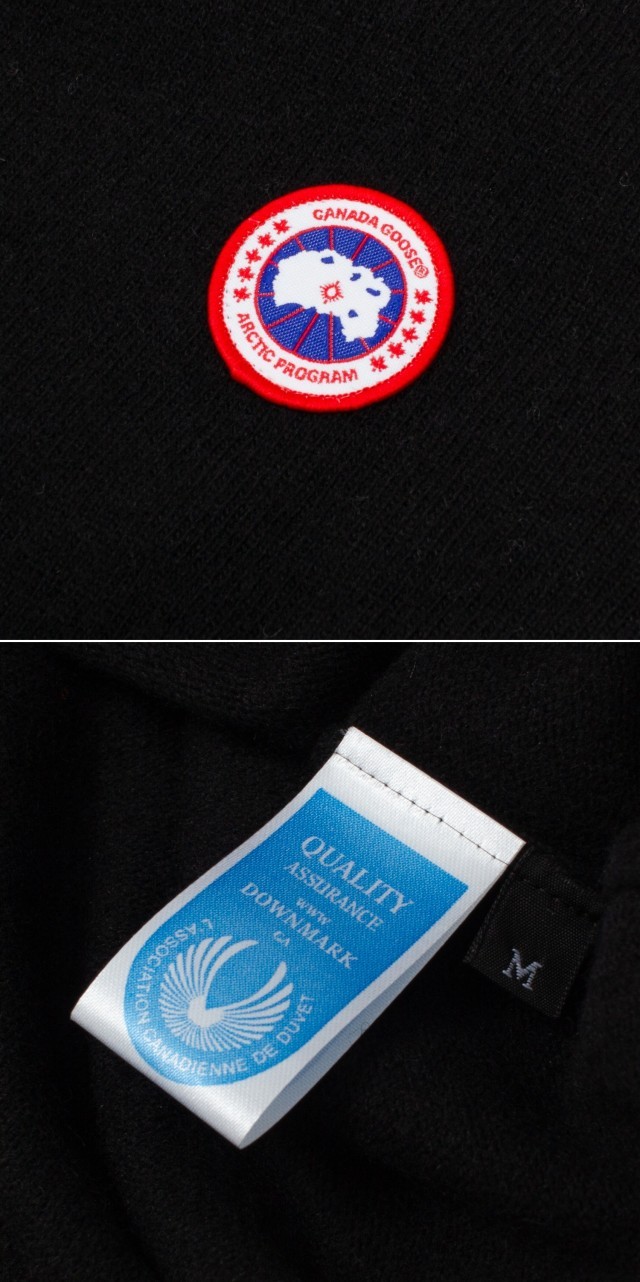 CANADA GOOSE®
ARCTIC PROGRAM
QUALITY
ASSURANCE
www
DOWNMARK
CA
L'ASSOCIATION CANADIENNE DE DUVET
M